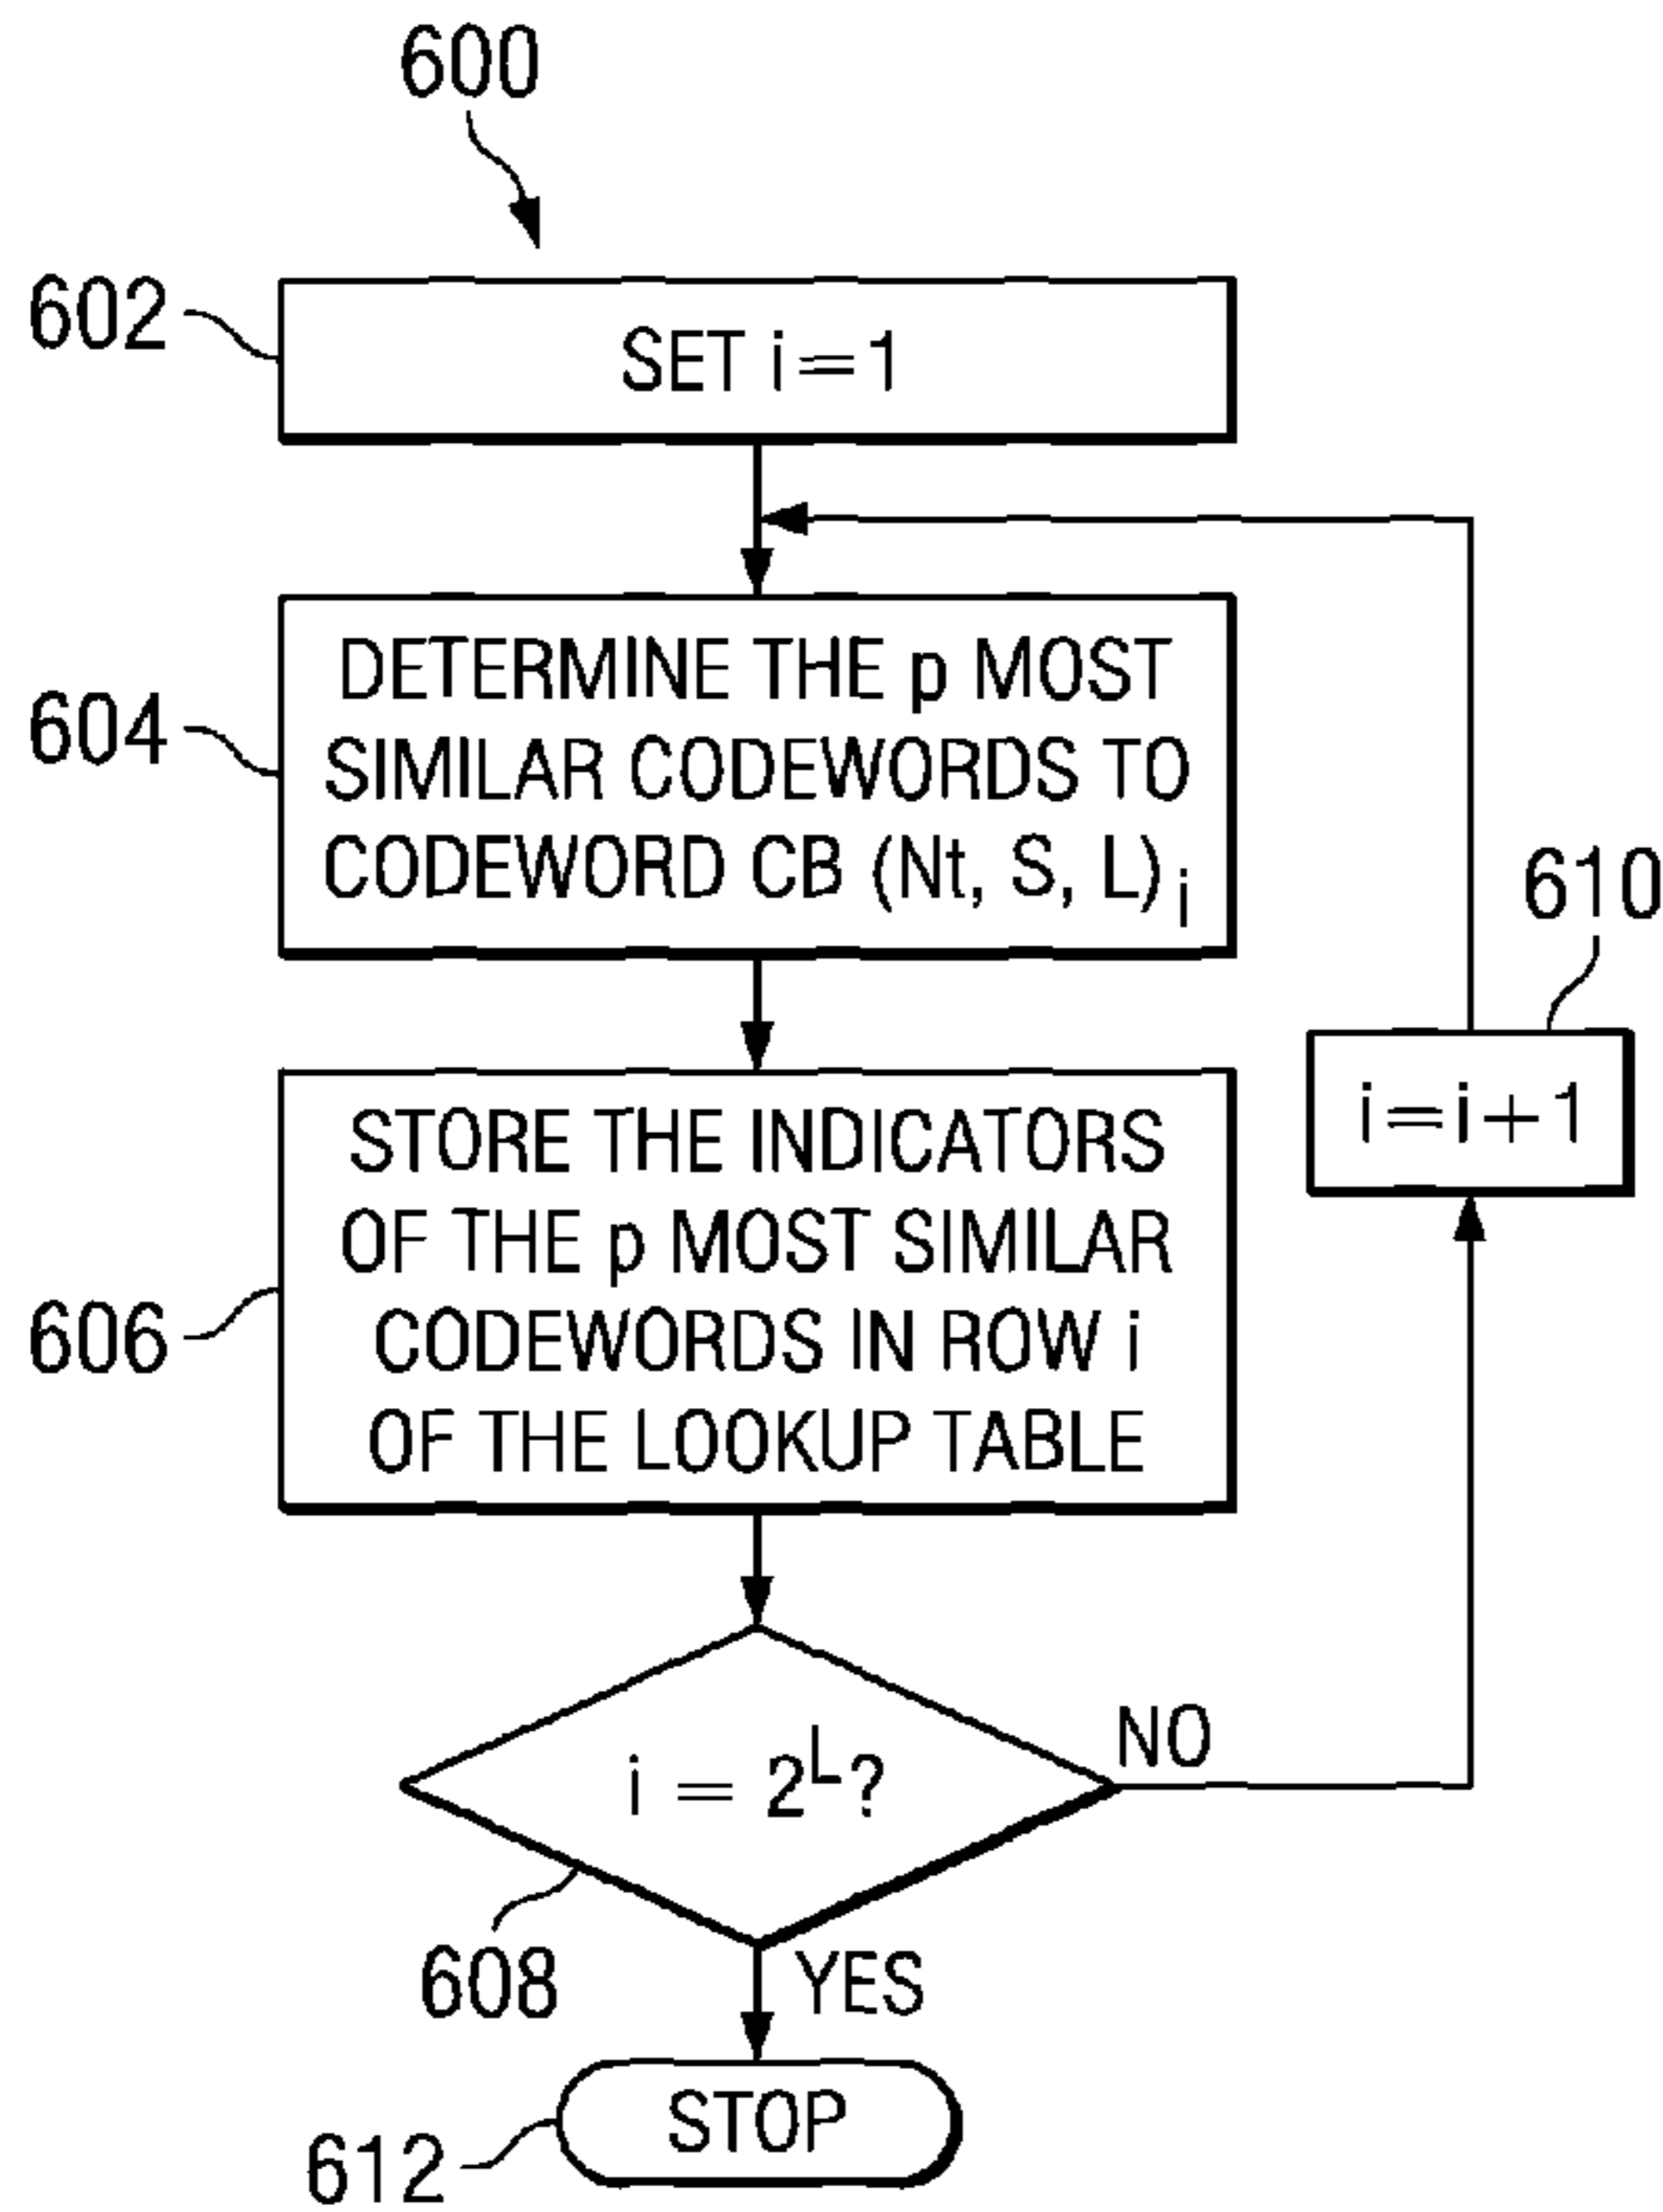 600
602
SET i=1
604
DETERMINE THE p MOST
SIMILAR CODEWORDS TO
CODEWORD CB (Nt, S, L)i
610
i=i+1
606
STORE THE INDICATORS
OF THE p MOST SIMILAR
CODEWORDS IN ROW i
OF THE LOOKUP TABLE
i = 2^L?
NO
608
YES
STOP
612